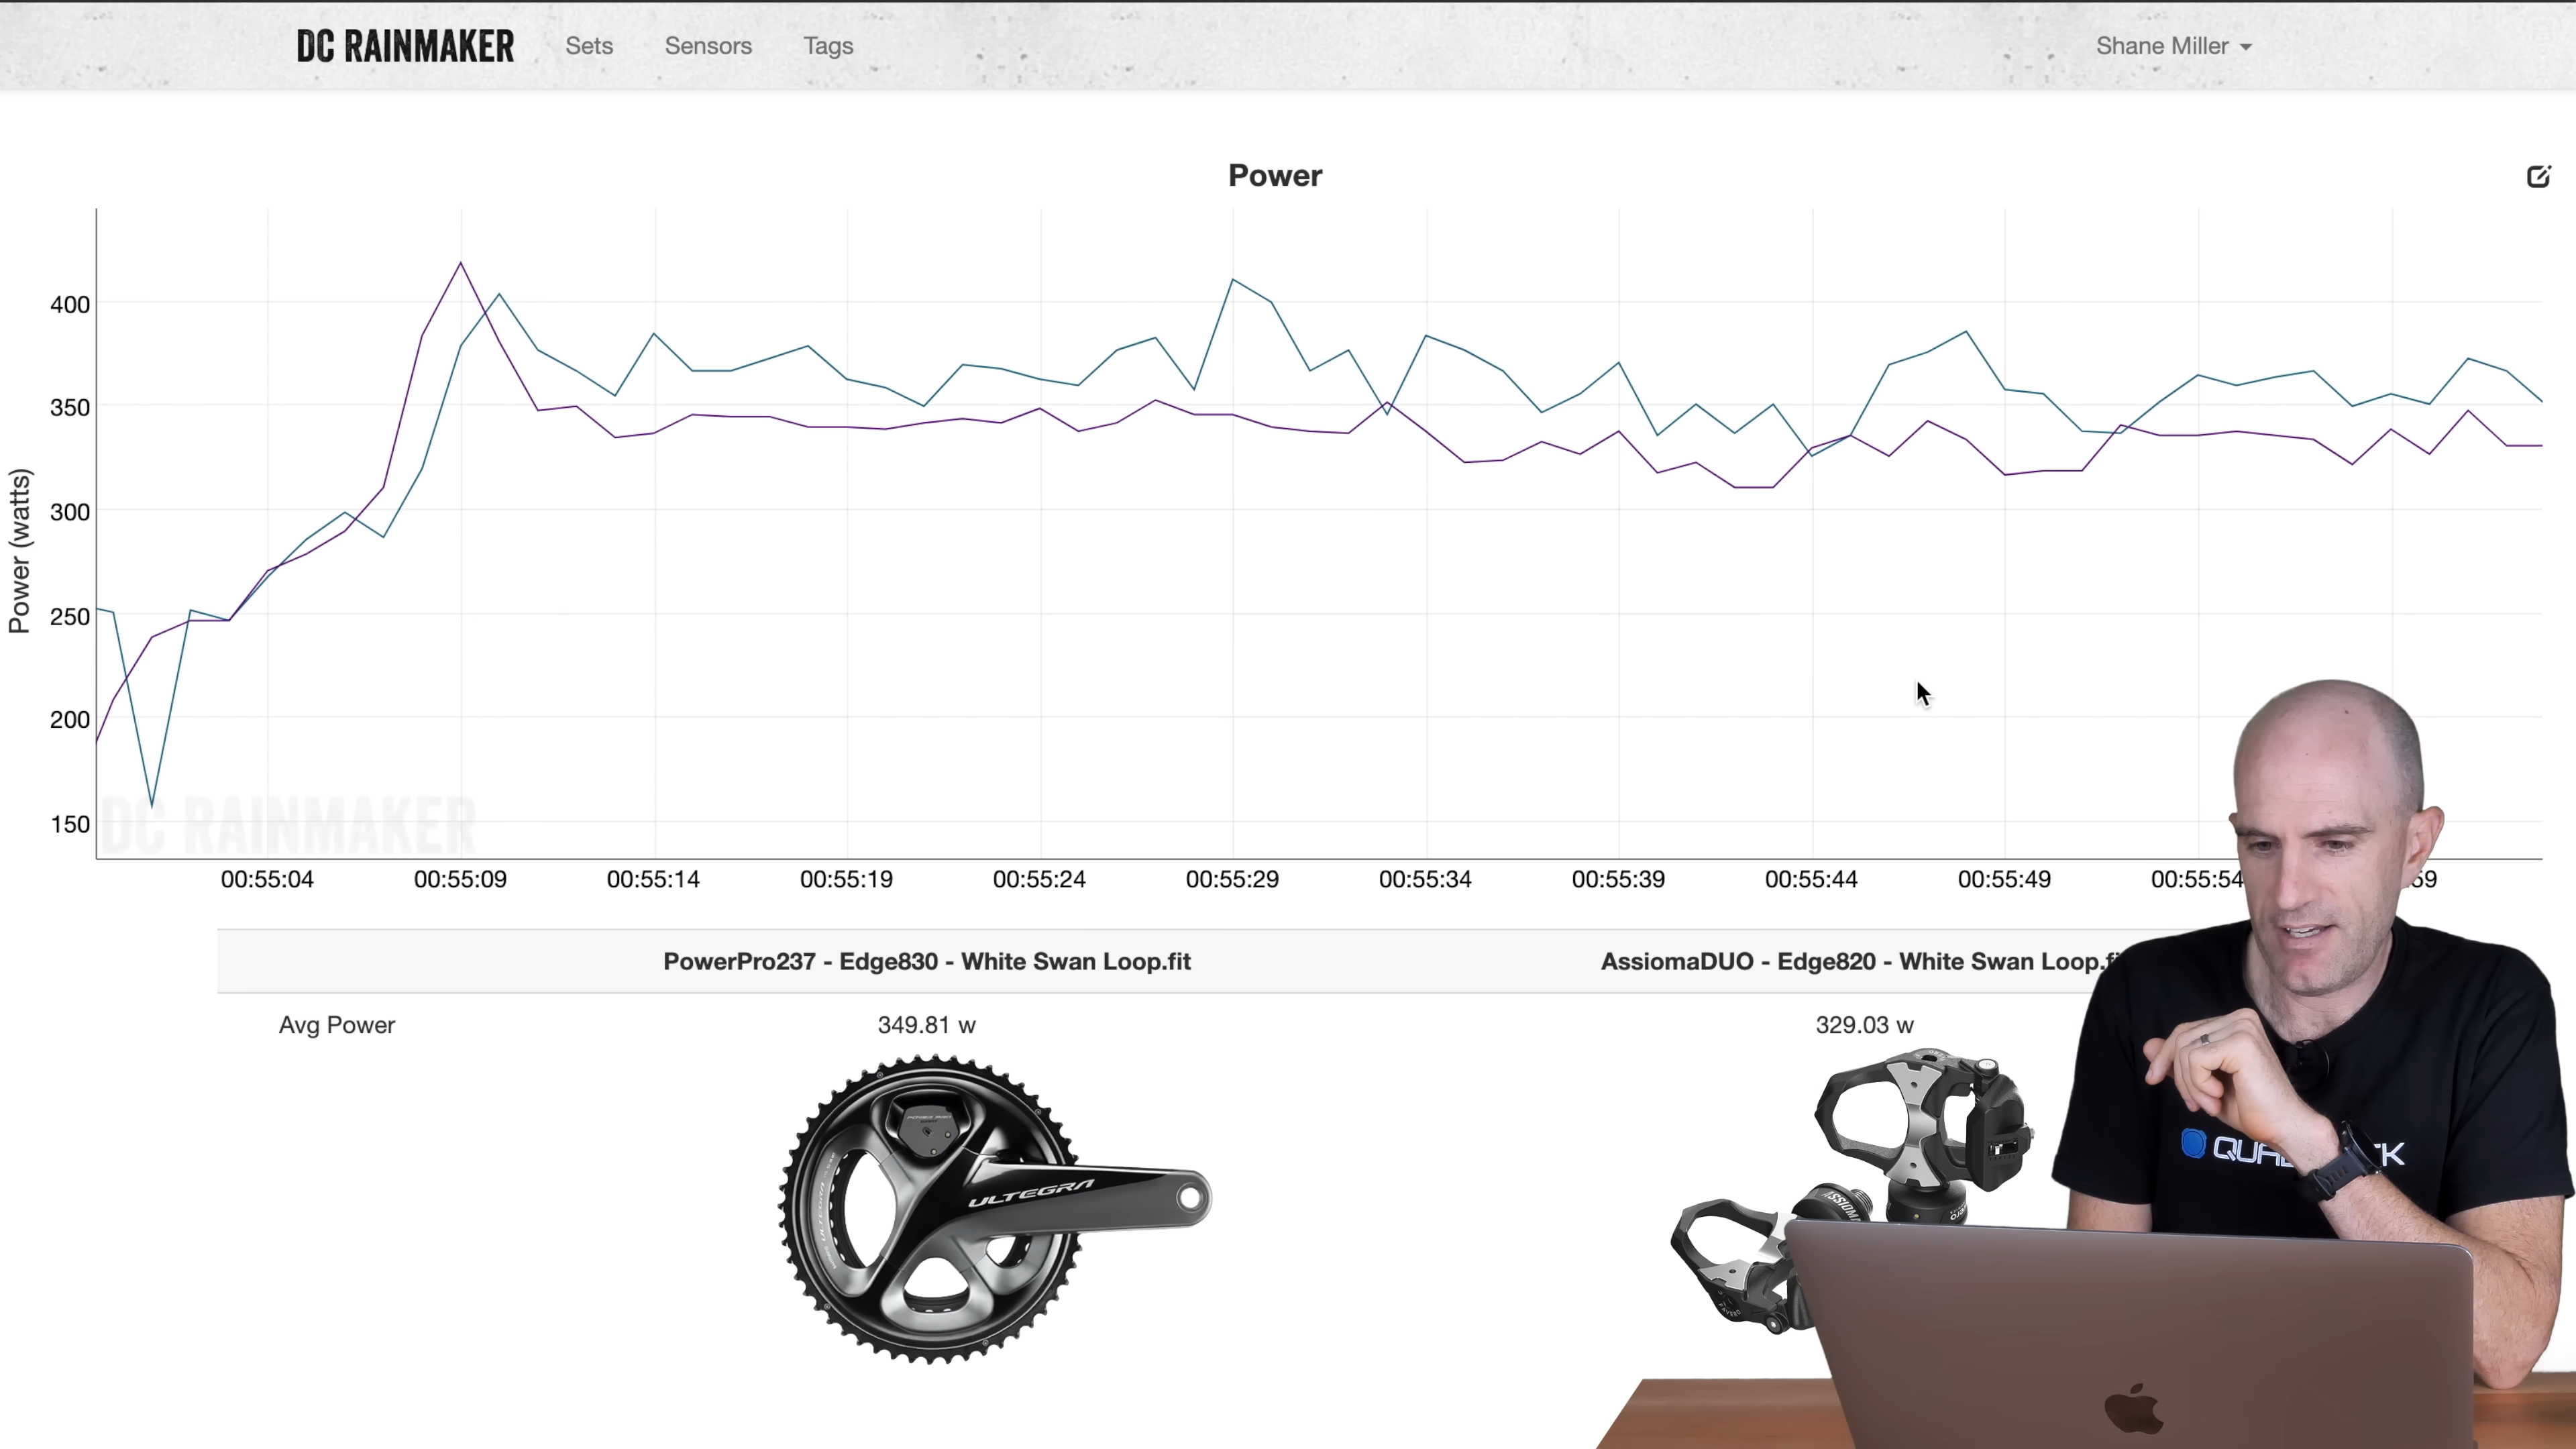 DC RAINMAKER Sets Sensors Tags Shane Miller
Power
Power (watts)
400
350
300
250
200
150
DC RAINMAKER
00:55:04 00:55:09 00:55:14 00:55:19 00:55:24 00:55:29 00:55:34 00:55:39 00:55:44 00:55:49 00:55:54 59
PowerPro237 - Edge830 - White Swan Loop.fit AssiomaDUO - Edge820 - White Swan Loop.fi
Avg Power 349.81 w 329.03 w
ULTEGRA